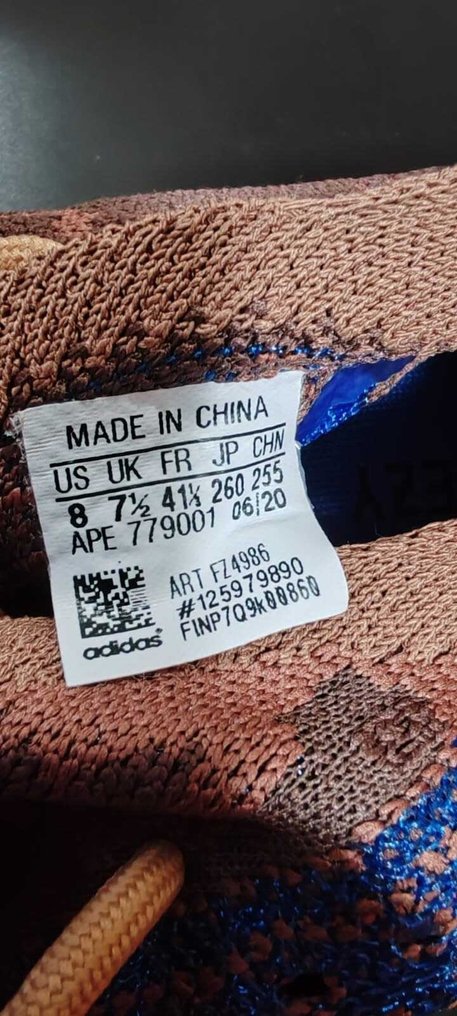 MADE IN CHINA
US UK FR JP CHN
8 7½ 41⅓ 260 255
APE 779001 06/20
ART FZ4986
#125979890
FINP7Q9K00860
adidas